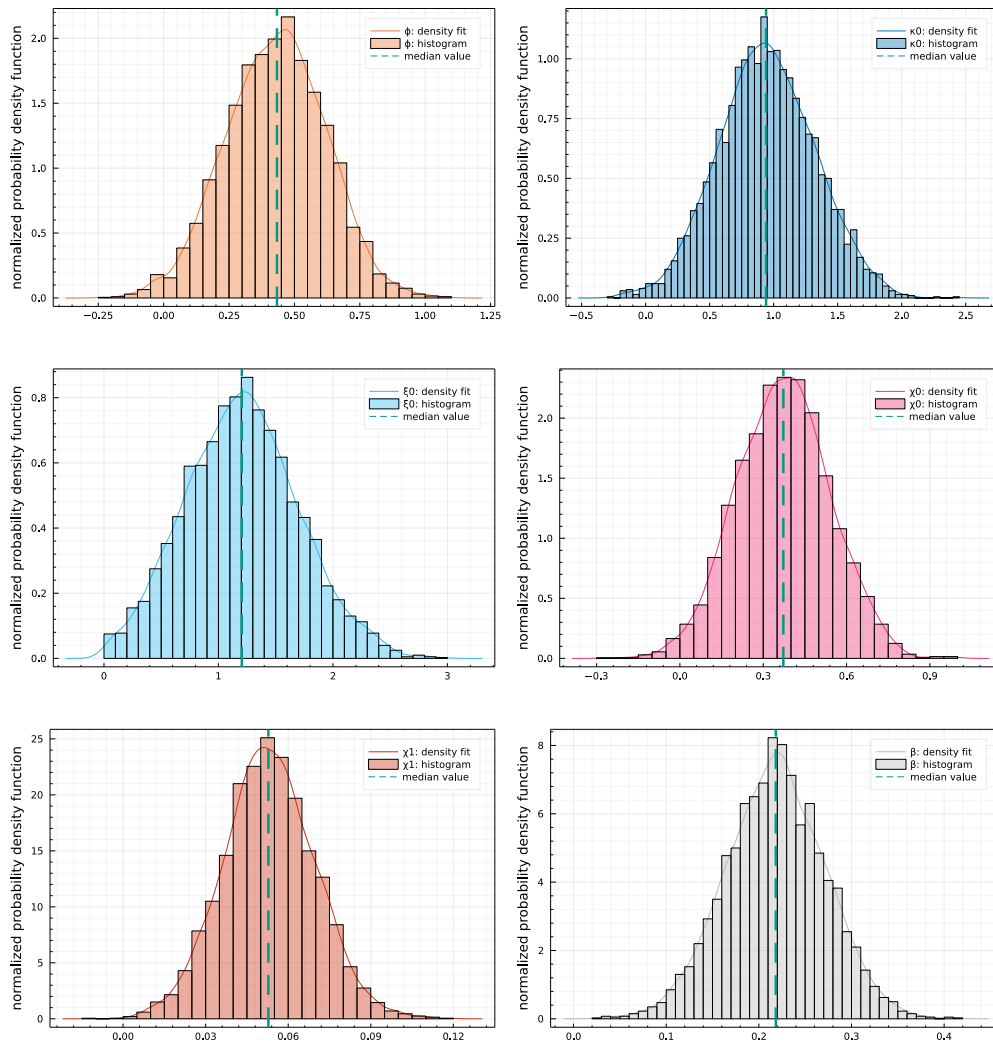 normalized probability density function
2.0
1.5
1.0
0.5
0.0
ϕ: density fit
ϕ: histogram
median value
−0.25 0.00 0.25 0.50 0.75 1.00 1.25
normalized probability density function
1.00
0.75
0.50
0.25
0.00
κ0: density fit
κ0: histogram
median value
−0.5 0.0 0.5 1.0 1.5 2.0 2.5
normalized probability density function
0.8
0.6
0.4
0.2
0.0
ξ0: density fit
ξ0: histogram
median value
0 1 2 3
normalized probability density function
2.0
1.5
1.0
0.5
0.0
χ0: density fit
χ0: histogram
median value
−0.3 0.0 0.3 0.6 0.9
normalized probability density function
25
20
15
10
5
0
χ1: density fit
χ1: histogram
median value
0.00 0.03 0.06 0.09 0.12
normalized probability density function
8
6
4
2
0
β: density fit
β: histogram
median value
0.0 0.1 0.2 0.3 0.4